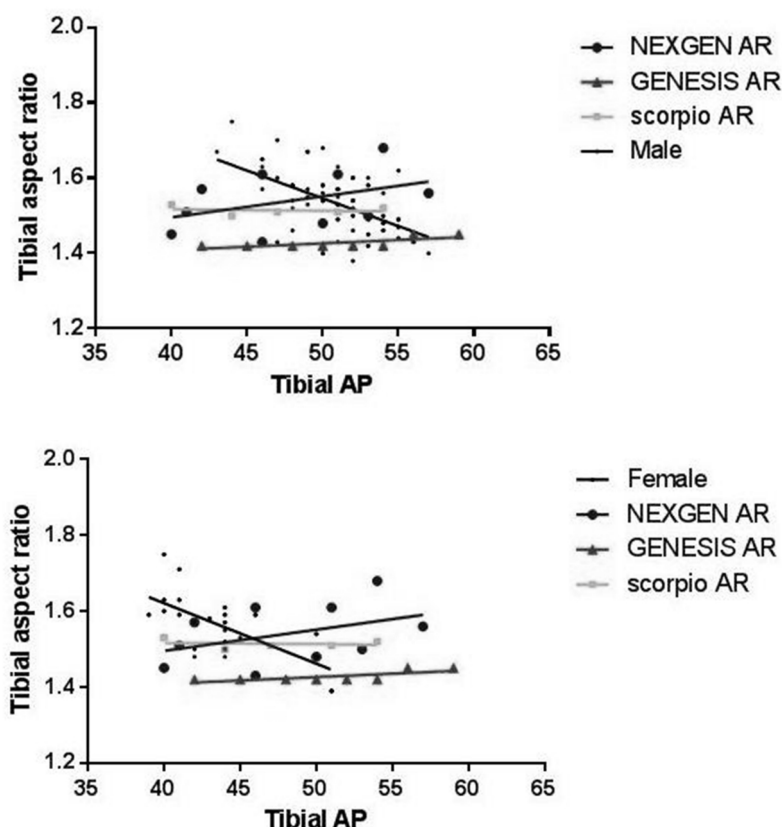 2.0
1.8
1.6
1.4
1.2
Tibial aspect ratio
35 40 45 50 55 60 65
Tibial AP
NEXGEN AR
GENESIS AR
scorpio AR
Male
2.0
1.8
1.6
1.4
1.2
Tibial aspect ratio
35 40 45 50 55 60 65
Tibial AP
Female
NEXGEN AR
GENESIS AR
scorpio AR